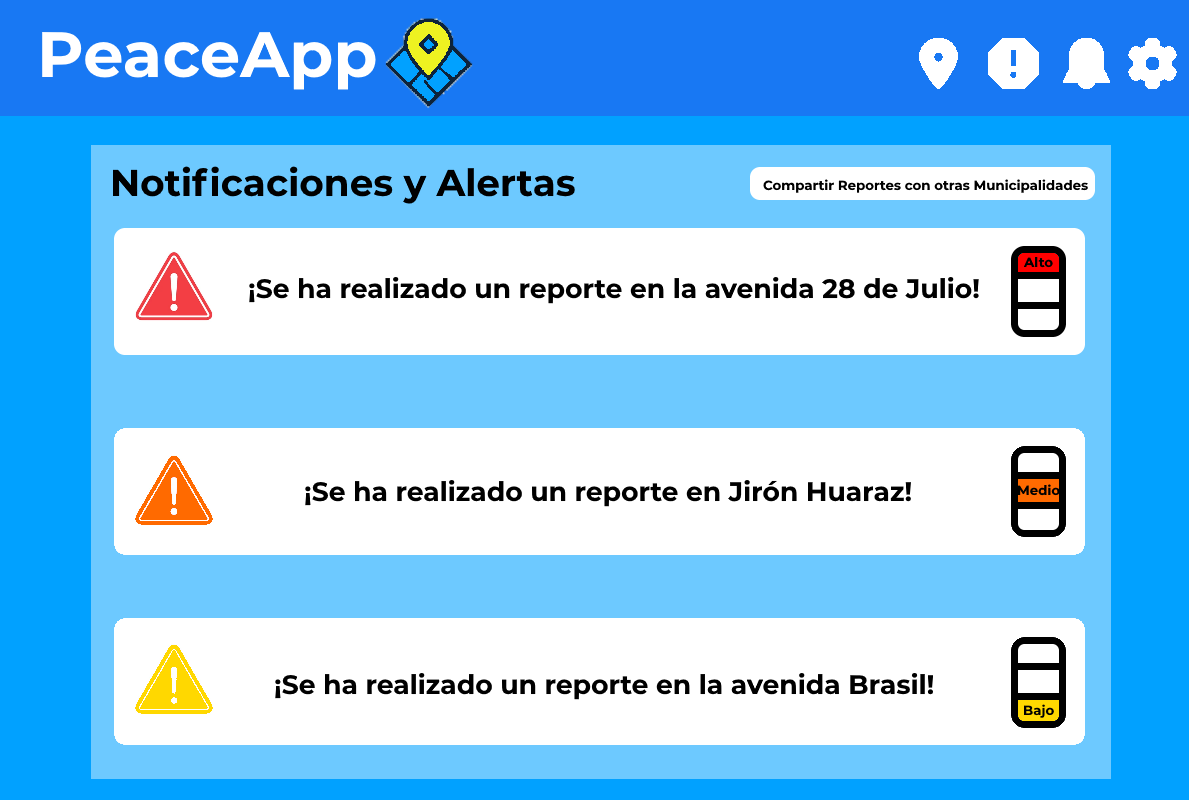 PeaceApp
Notificaciones y Alertas
Compartir Reportes con otras Municipalidades
¡Se ha realizado un reporte en la avenida 28 de Julio!
Alto
¡Se ha realizado un reporte en Jirón Huaraz!
Medio
¡Se ha realizado un reporte en la avenida Brasil!
Bajo